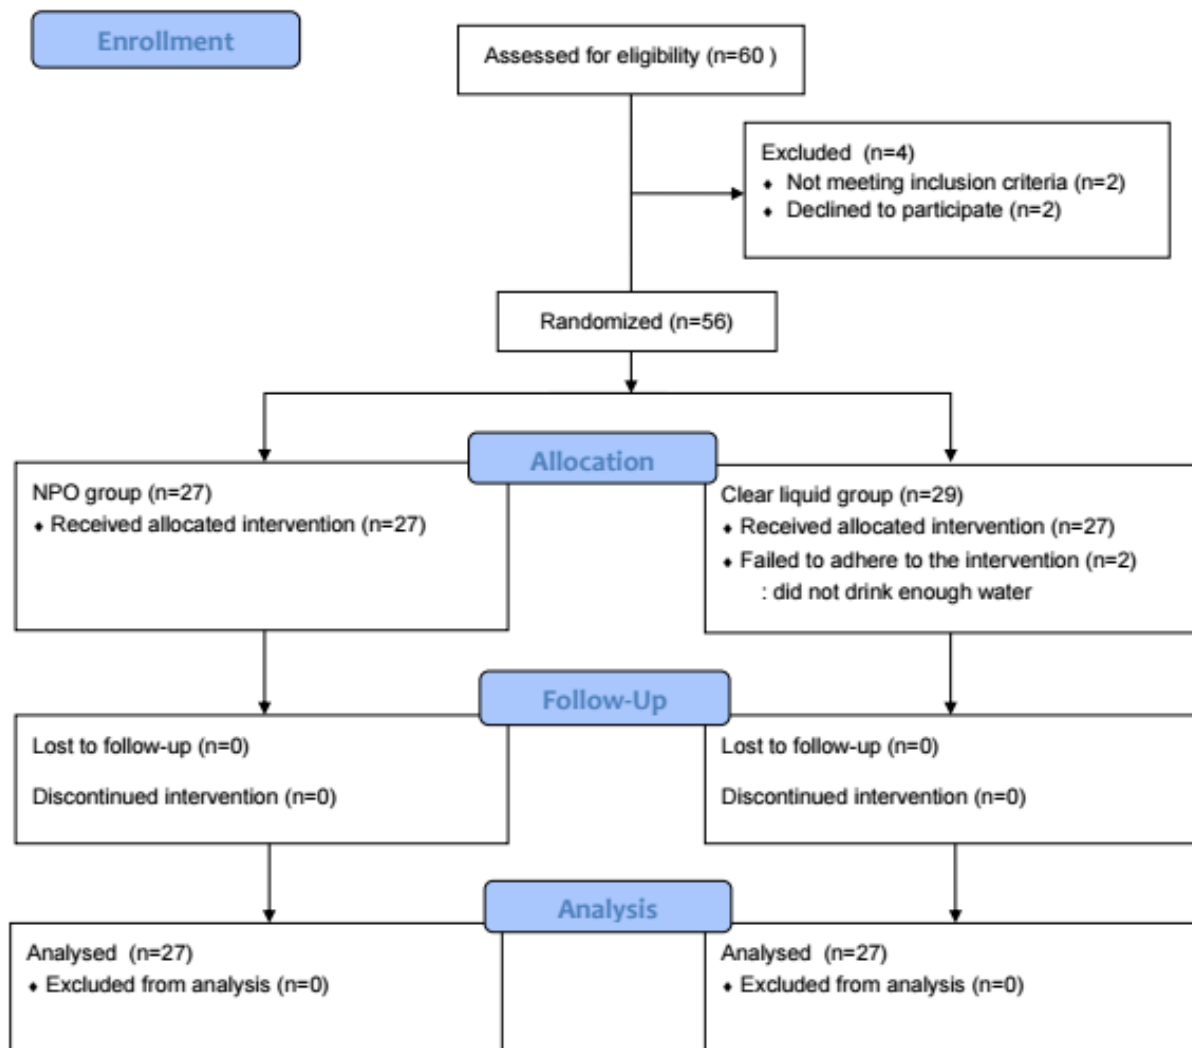 Enrollment
Assessed for eligibility (n=60 )
Excluded (n=4)
♦ Not meeting inclusion criteria (n=2)
♦ Declined to participate (n=2)
Randomized (n=56)
Allocation
NPO group (n=27)
♦ Received allocated intervention (n=27)
Clear liquid group (n=29)
♦ Received allocated intervention (n=27)
♦ Failed to adhere to the intervention (n=2)
: did not drink enough water
Follow-Up
Lost to follow-up (n=0)
Discontinued intervention (n=0)
Lost to follow-up (n=0)
Discontinued intervention (n=0)
Analysis
Analysed (n=27)
♦ Excluded from analysis (n=0)
Analysed (n=27)
♦ Excluded from analysis (n=0)